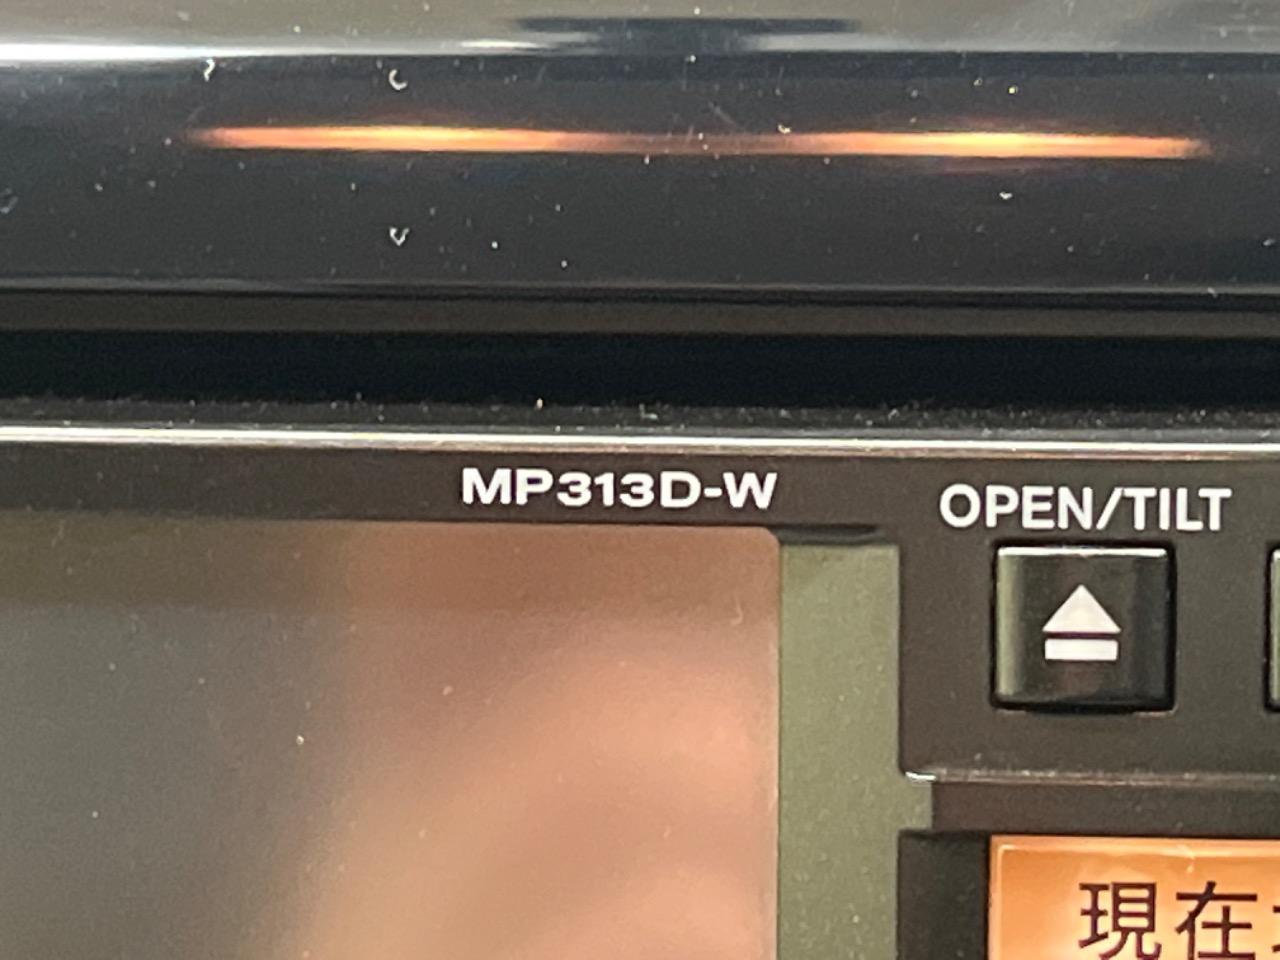 MP313D-W
OPEN/TILT
現在